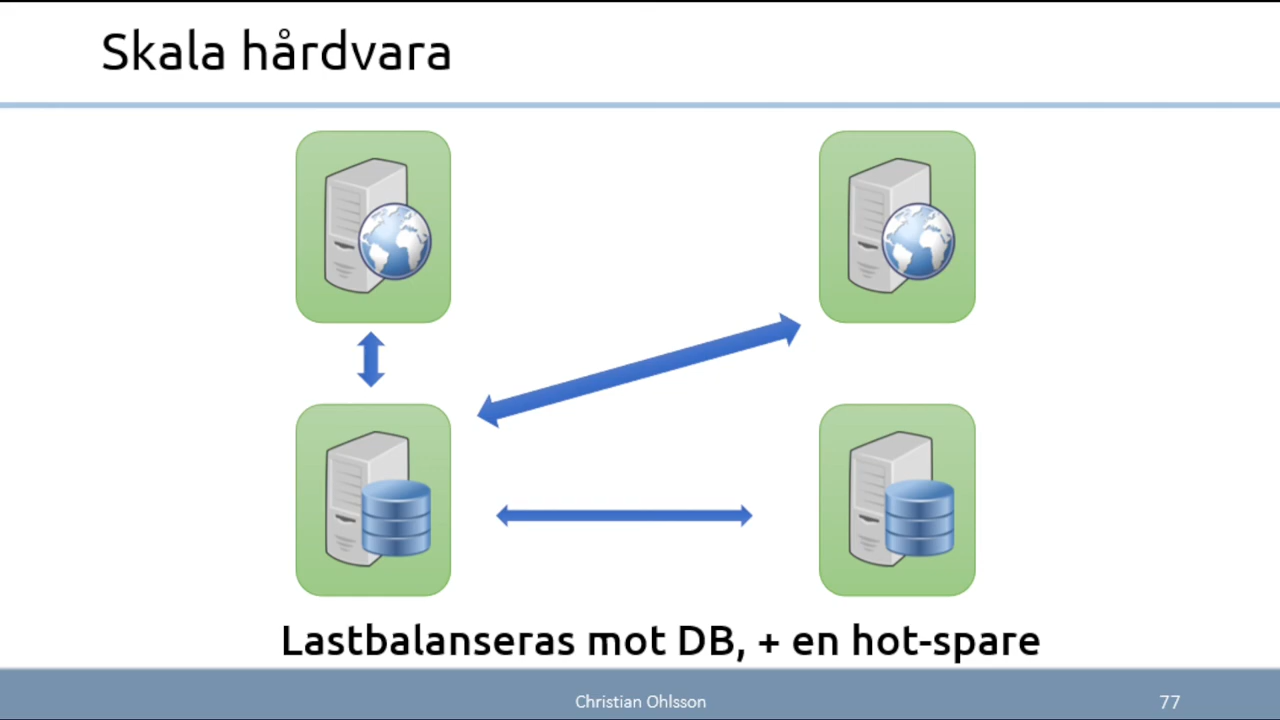 Skala hårdvara
Lastbalanseras mot DB, + en hot-spare
Christian Ohlsson
77